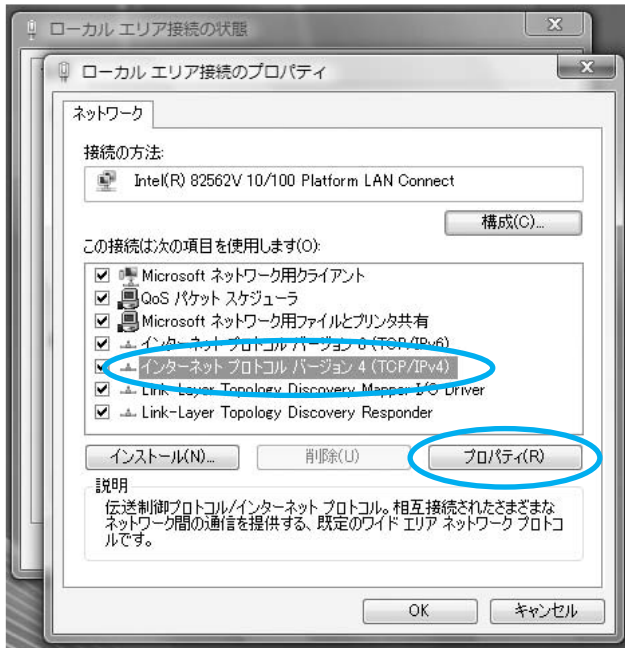 ローカル エリア接続の状態
ローカル エリア接続のプロパティ
ネットワーク
接続の方法:
Intel(R) 82562V 10/100 Platform LAN Connect
構成(C)...
この接続は次の項目を使用します(O):
Microsoft ネットワーク用クライアント
QoS パケット スケジューラ
Microsoft ネットワーク用ファイルとプリンタ共有
インターネット プロトコル バージョン 6 (TCP/IPv6)
インターネット プロトコル バージョン 4 (TCP/IPv4)
Link-Layer Topology Discovery Mapper I/O Driver
Link-Layer Topology Discovery Responder
インストール(N)... 削除(U) プロパティ(R)
説明
伝送制御プロトコル/インターネット プロトコル。相互接続されたさまざまな
ネットワーク間の通信を提供する、既定のワイド エリア ネットワーク プロトコ
ルです。
OK キャンセル